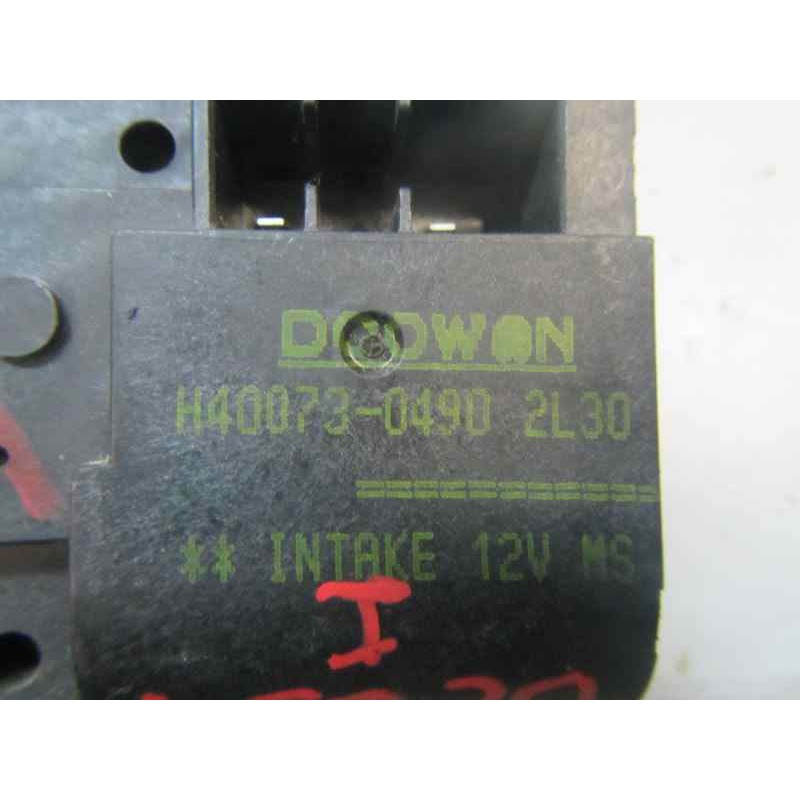 DOOWON
H40073-0490 2L30
===========
** INTAKE 12V MS
I